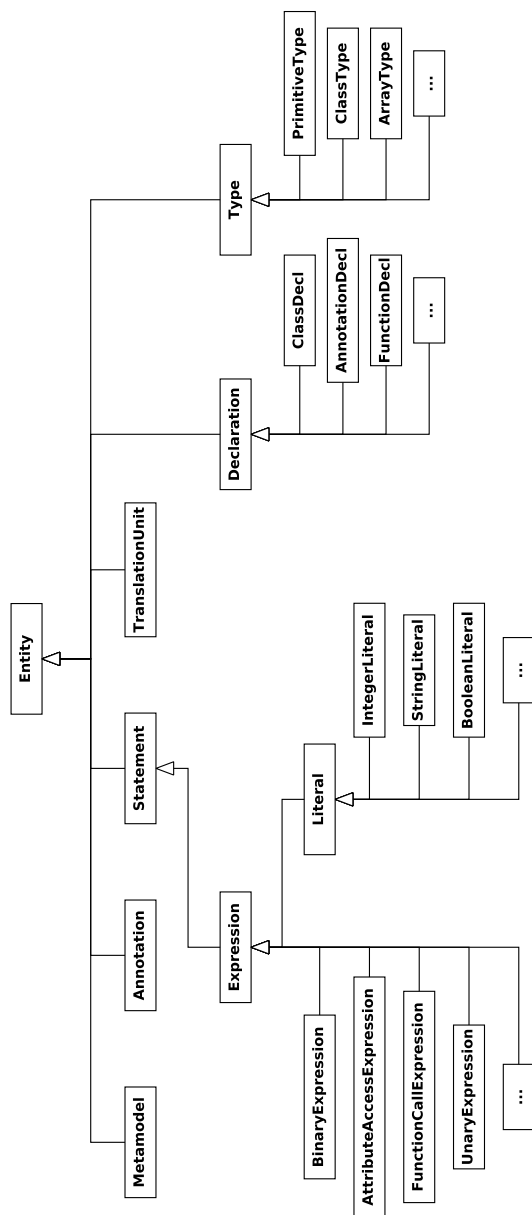 Entity
Metamodel
Annotation
Statement
TranslationUnit
Expression
Declaration
Type
BinaryExpression
AttributeAccessExpression
FunctionCallExpression
UnaryExpression
...
Literal
IntegerLiteral
StringLiteral
BooleanLiteral
...
ClassDecl
AnnotationDecl
FunctionDecl
...
PrimitiveType
ClassType
ArrayType
...